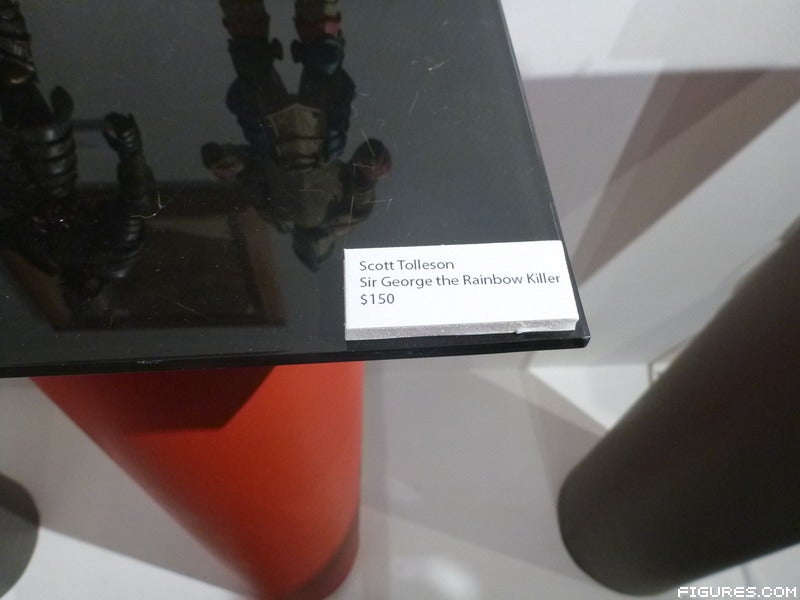 Scott Tolleson
Sir George the Rainbow Killer
$150
FIGURES.COM